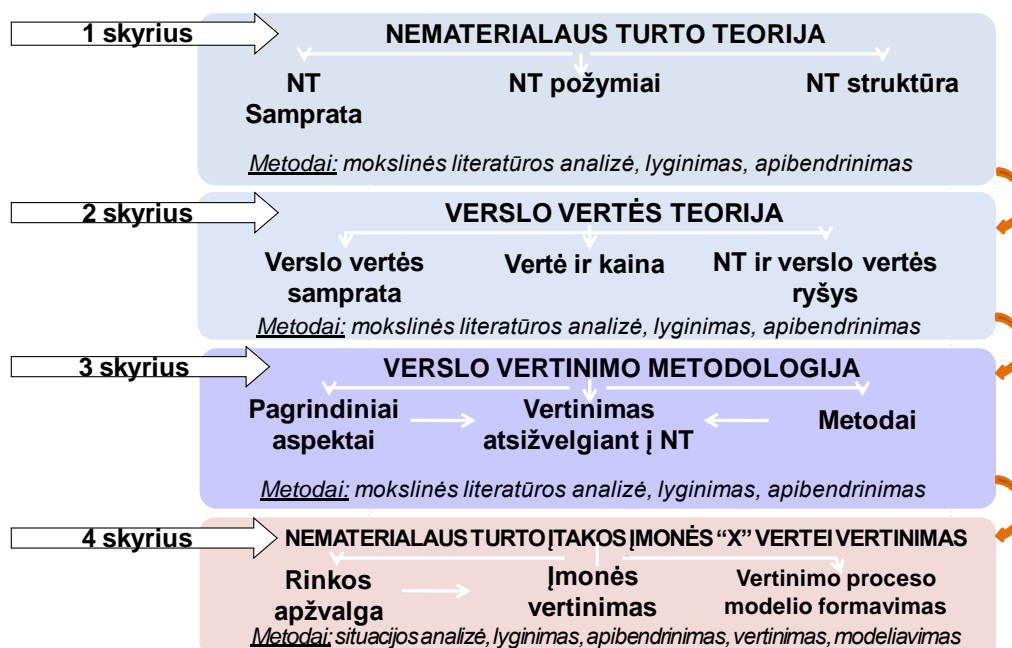 1 skyrius
NEMATERIALAUS TURTO TEORIJA
NT
Samprata
NT požymiai
NT struktūra
Metodai: mokslinės literatūros analizė, lyginimas, apibendrinimas
2 skyrius
VERSLO VERTĖS TEORIJA
Verslo vertės
samprata
Vertė ir kaina
NT ir verslo vertės
ryšys
Metodai: mokslinės literatūros analizė, lyginimas, apibendrinimas
3 skyrius
VERSLO VERTINIMO METODOLOGIJA
Pagrindiniai
aspektai
Vertinimas
atsižvelgiant į NT
Metodai
Metodai: mokslinės literatūros analizė, lyginimas, apibendrinimas
4 skyrius
NEMATERIALAUS TURTO ĮTAKOS ĮMONĖS “X” VERTEI VERTINIMAS
Rinkos
apžvalga
Įmonės
vertinimas
Vertinimo proceso
modelio formavimas
Metodai: situacijos analizė, lyginimas, apibendrinimas, vertinimas, modeliavimas